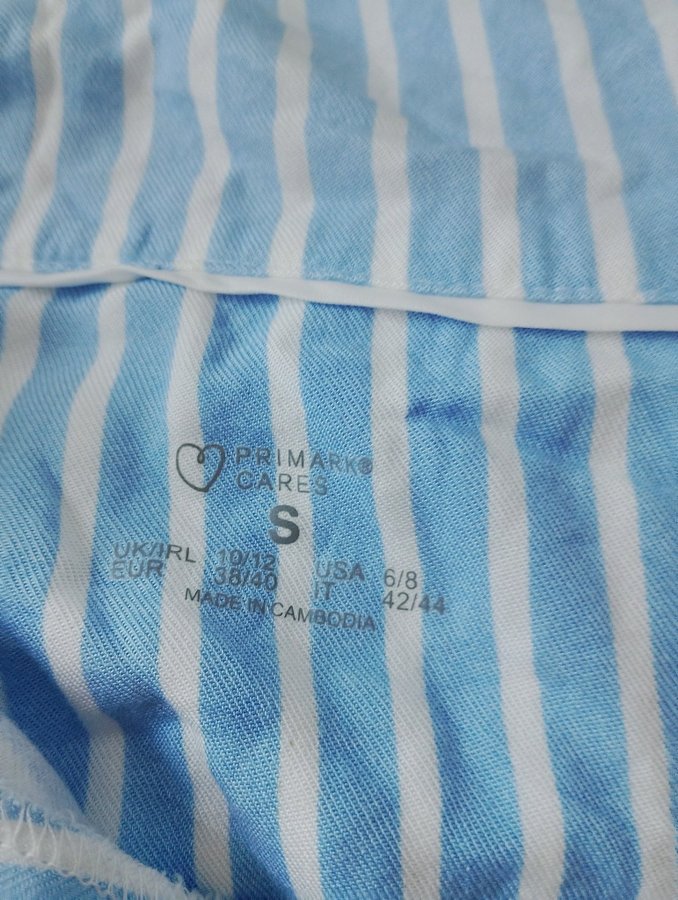 PRIMARK®
CARES
S
UK/IRL 10/12 USA 6/8
EUR 38/40 IT 42/44
MADE IN CAMBODIA